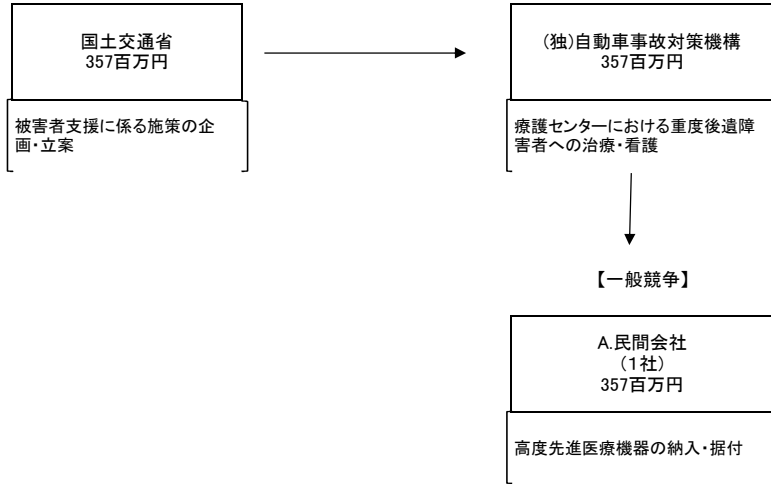 国土交通省
357百万円
被害者支援に係る施策の企
画・立案
(独)自動車事故対策機構
357百万円
療護センターにおける重度後遺障
害者への治療・看護
【一般競争】
A.民間会社
(1社)
357百万円
高度先進医療機器の納入・据付